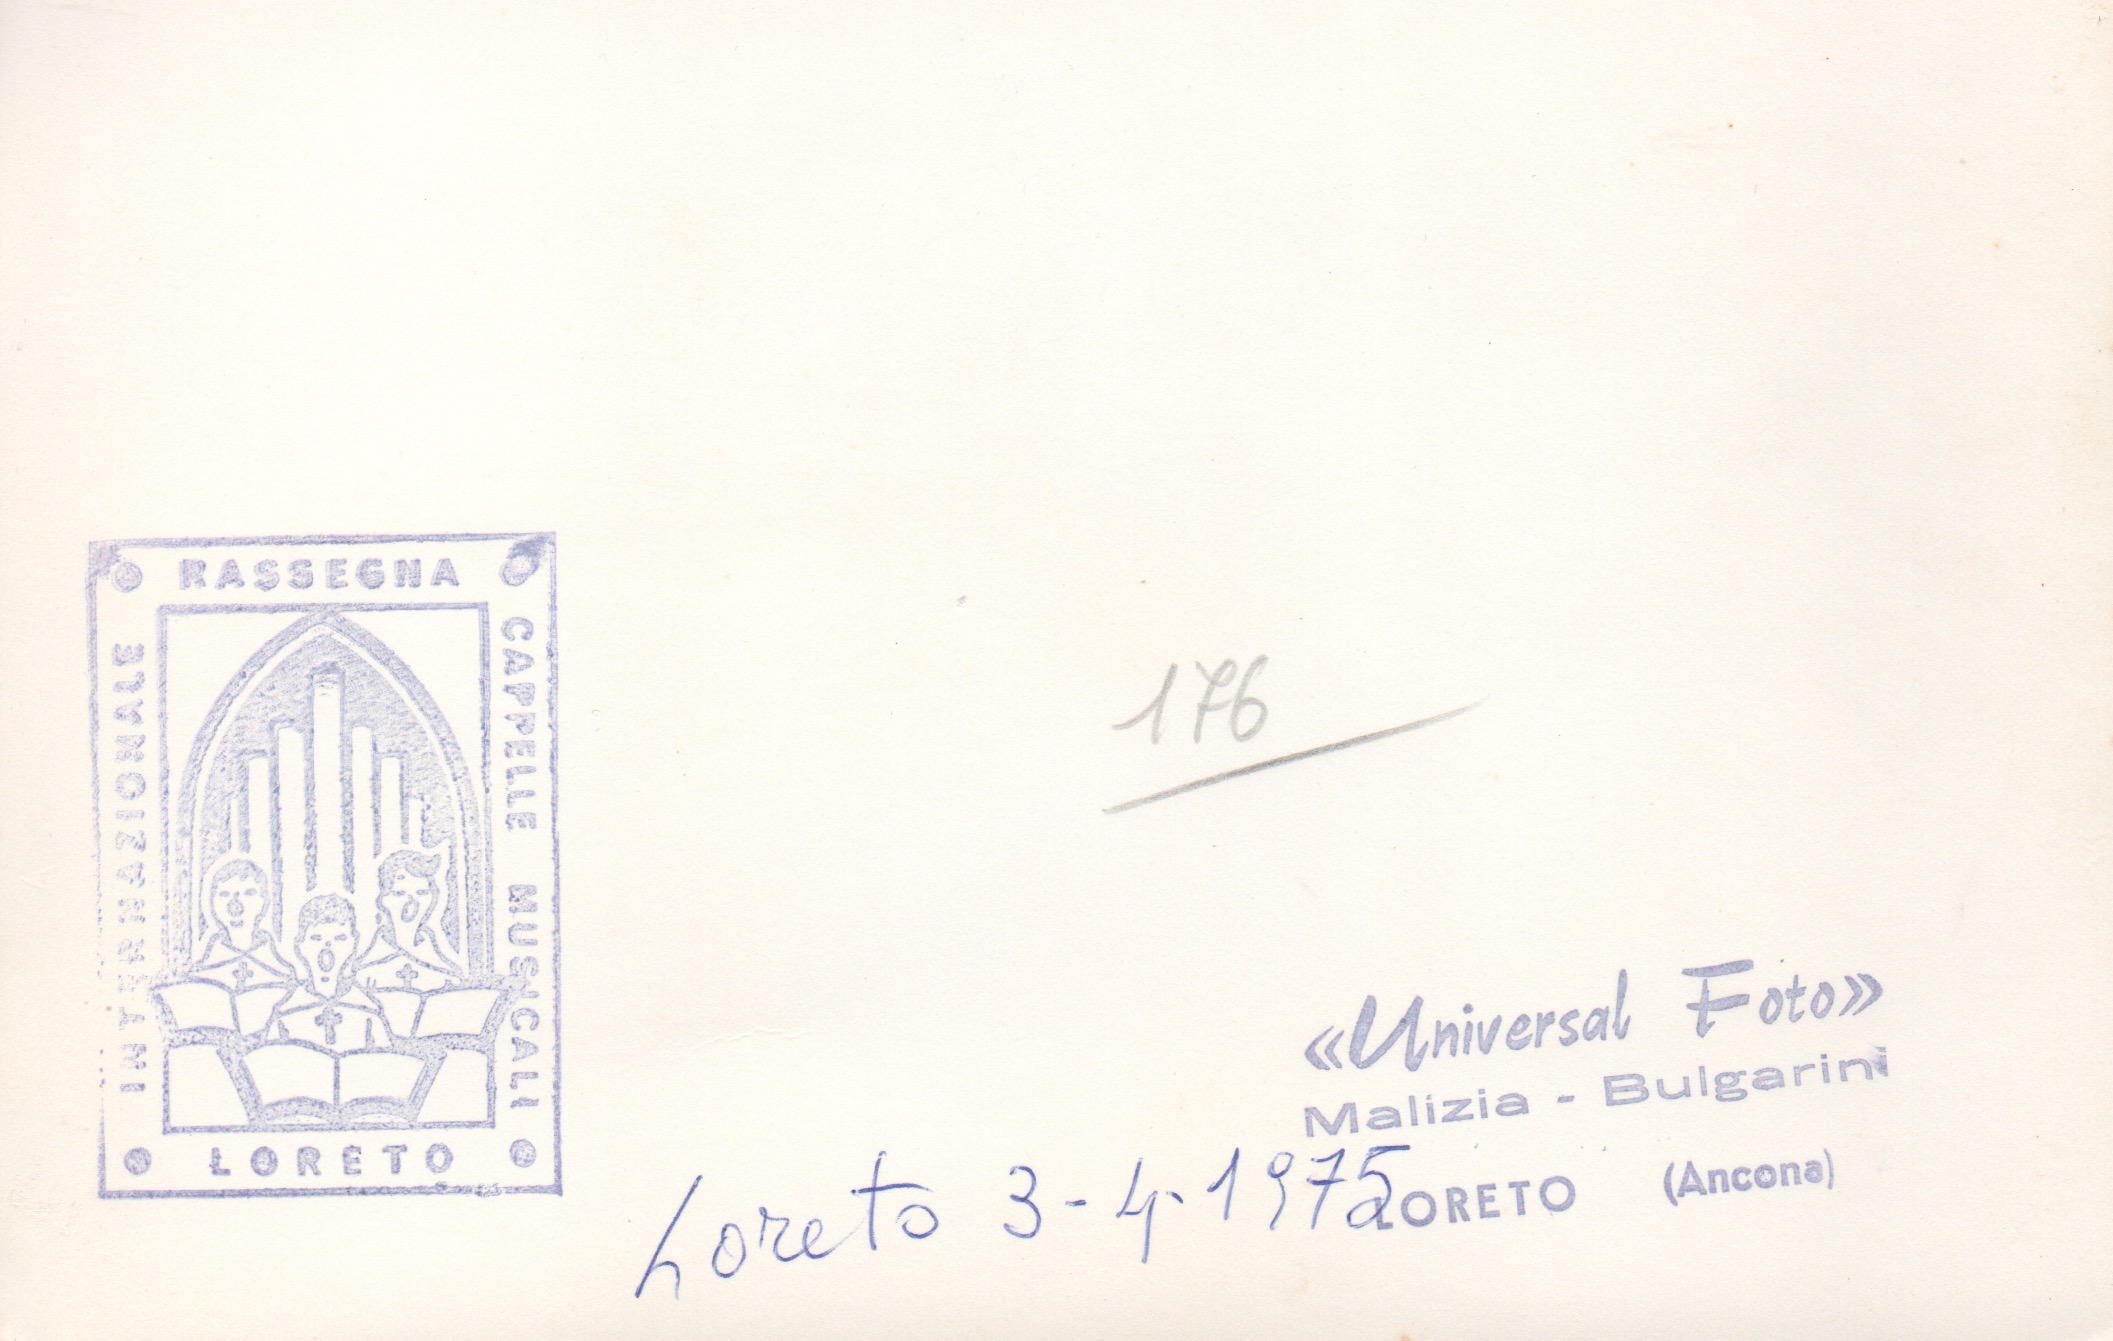 RASSEGNA
INTERNAZIONALE
CAPPELLE MUSICALI
LORETO
176
«Universal Foto»
Malizia - Bulgarini
LORETO (Ancona)
Loreto 3-4-1975